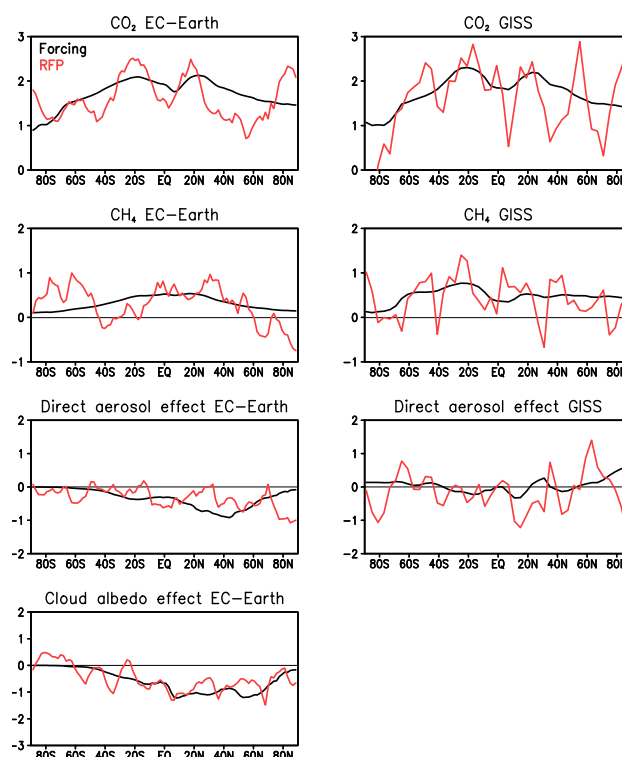 CO₂ EC–Earth
3
2
1
0
Forcing
RFP
80S 60S 40S 20S EQ 20N 40N 60N 80N
CO₂ GISS
3
2
1
0
80S 60S 40S 20S EQ 20N 40N 60N 80N
CH₄ EC–Earth
2
1
0
−1
80S 60S 40S 20S EQ 20N 40N 60N 80N
CH₄ GISS
2
1
0
−1
80S 60S 40S 20S EQ 20N 40N 60N 80N
Direct aerosol effect EC–Earth
2
1
0
−1
−2
80S 60S 40S 20S EQ 20N 40N 60N 80N
Direct aerosol effect GISS
2
1
0
−1
−2
80S 60S 40S 20S EQ 20N 40N 60N 80N
Cloud albedo effect EC–Earth
2
1
0
−1
−2
−3
80S 60S 40S 20S EQ 20N 40N 60N 80N